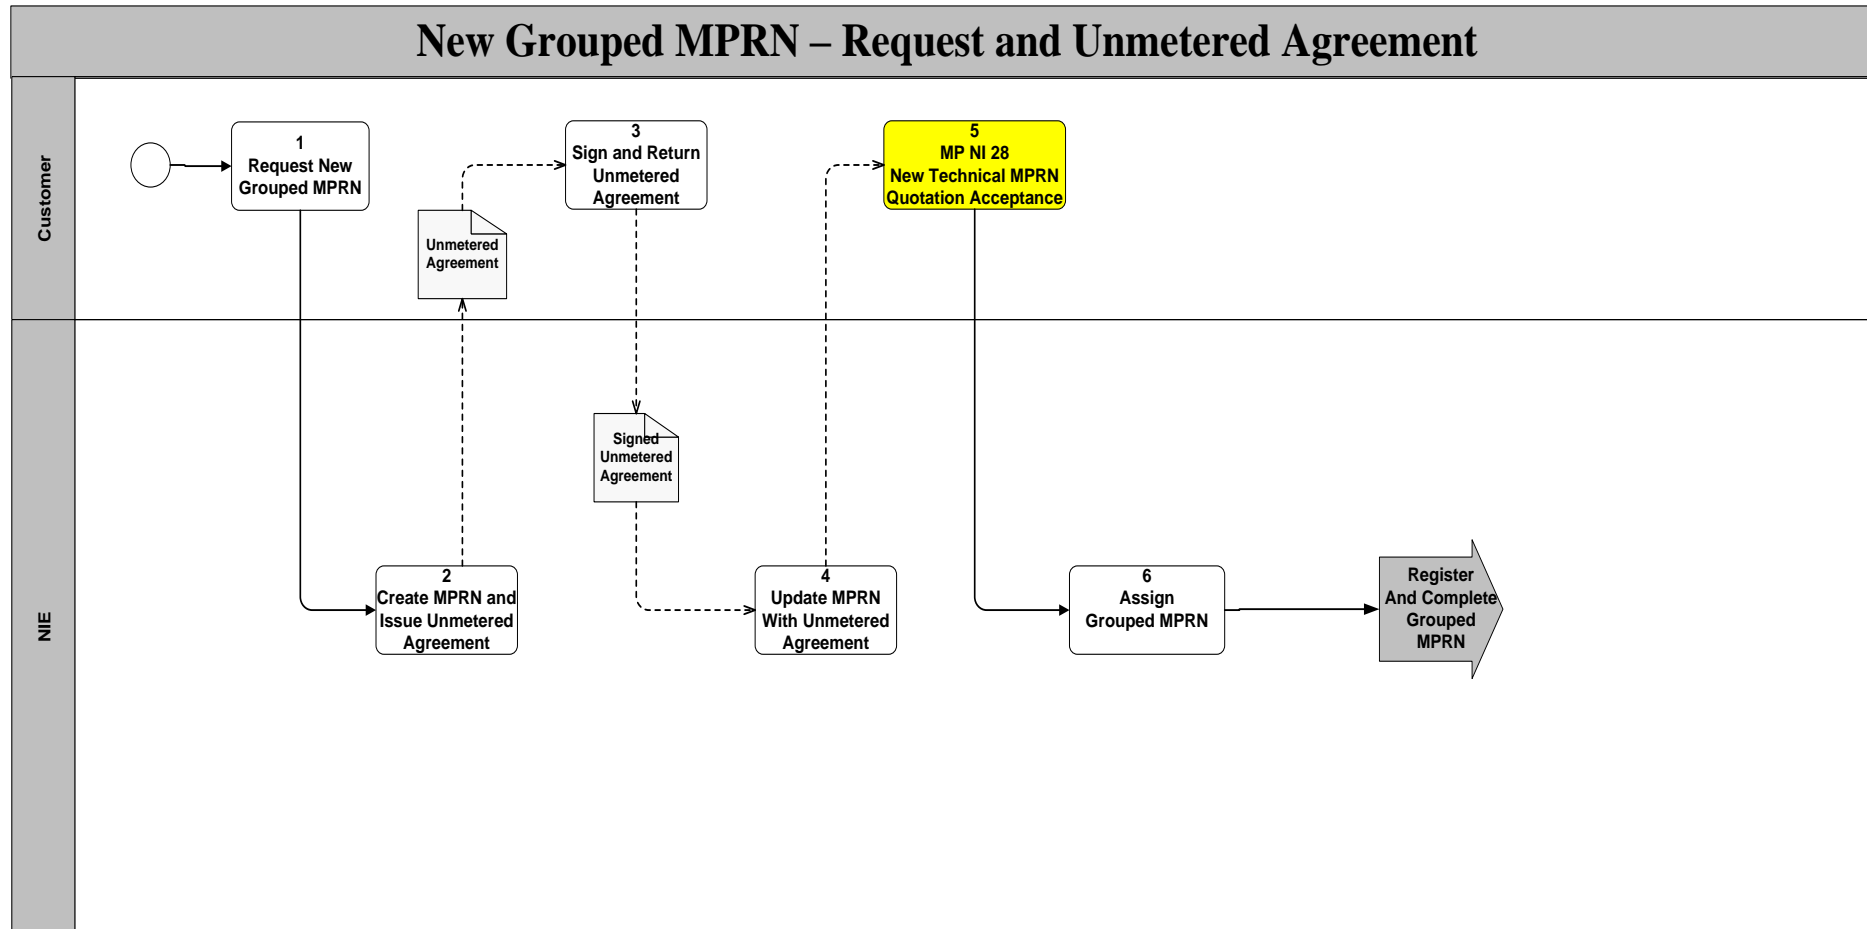 New Grouped MPRN – Request and Unmetered Agreement
Customer
1
Request New
Grouped MPRN
Unmetered
Agreement
3
Sign and Return
Unmetered
Agreement
5
MP NI 28
New Technical MPRN
Quotation Acceptance
NIE
2
Create MPRN and
Issue Unmetered
Agreement
Signed
Unmetered
Agreement
4
Update MPRN
With Unmetered
Agreement
6
Assign
Grouped MPRN
Register
And Complete
Grouped
MPRN